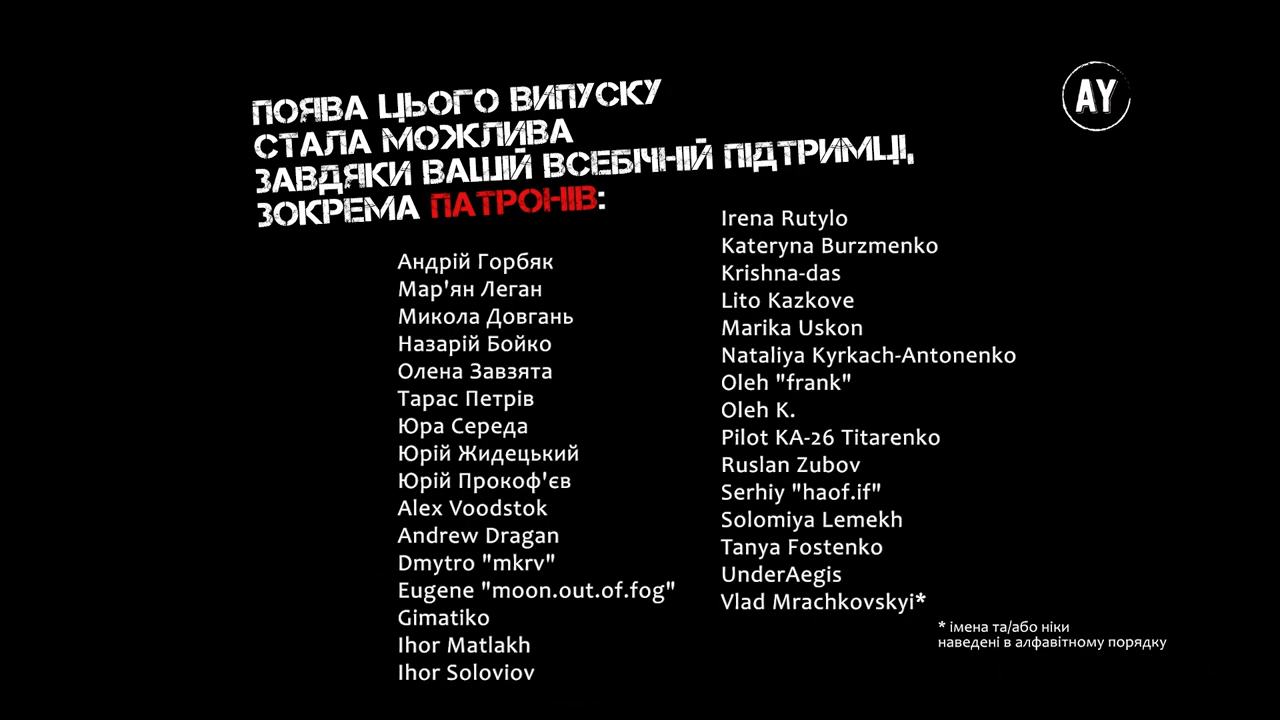 ПОЯВА ЦЬОГО ВИПУСКУ
СТАЛА МОЖЛИВА
ЗАВДЯКИ ВАШІЙ ВСЕБІЧНІЙ ПІДТРИМЦІ,
ЗОКРЕМА ПАТРОНІВ:
AY
Андрій Горбяк
Мар'ян Леган
Микола Довгань
Назарій Бойко
Олена Завзята
Тарас Петрів
Юра Середа
Юрій Жидецький
Юрій Прокоф'єв
Alex Voodstok
Andrew Dragan
Dmytro "mkrv"
Eugene "moon.out.of.fog"
Gimatiko
Ihor Matlakh
Ihor Soloviov
Irena Rutylo
Kateryna Burzmenko
Krishna-das
Lito Kazkove
Marika Uskon
Nataliya Kyrkach-Antonenko
Oleh "frank"
Oleh K.
Pilot KA-26 Titarenko
Ruslan Zubov
Serhiy "haof.if"
Solomiya Lemekh
Tanya Fostenko
UnderAegis
Vlad Mrachkovskyi*
* імена та/або ніки
наведені в алфавітному порядку